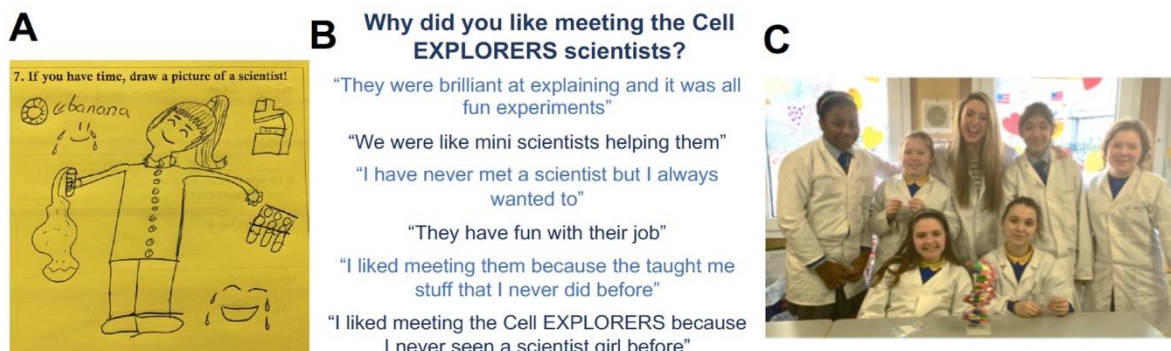 A
7. If you have time, draw a picture of a scientist!
banana
B
Why did you like meeting the Cell
EXPLORERS scientists?
“They were brilliant at explaining and it was all
fun experiments”
“We were like mini scientists helping them”
“I have never met a scientist but I always
wanted to”
“They have fun with their job”
“I liked meeting them because the taught me
stuff that I never did before”
“I liked meeting the Cell EXPLORERS because
I never seen a scientist girl before”
C